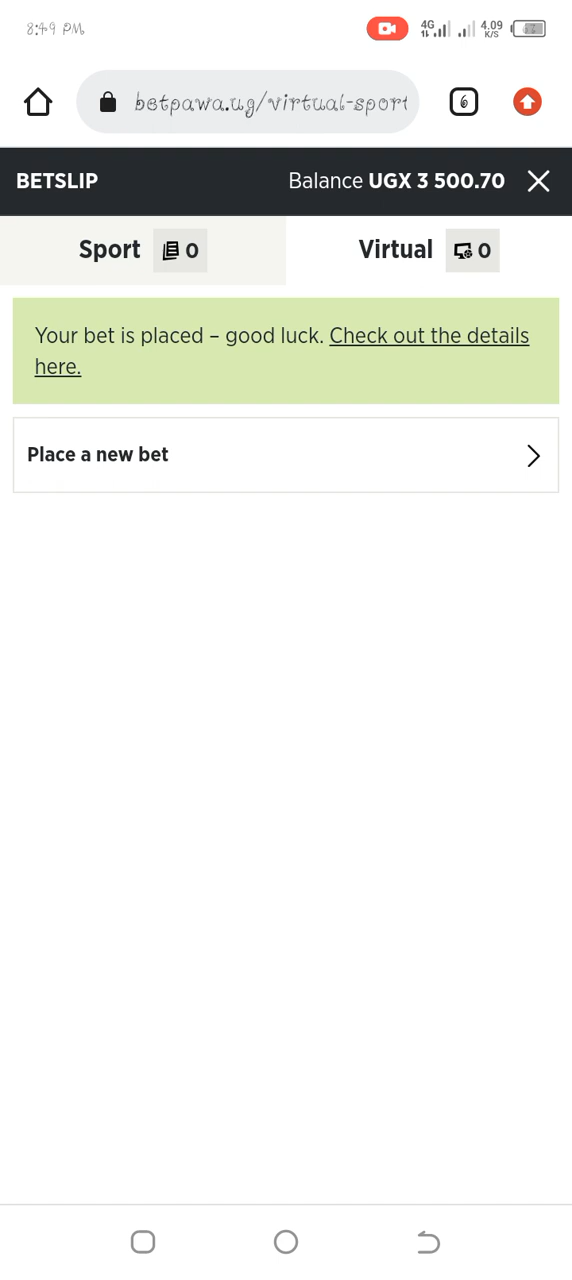 8:49 PM 4G 4.09 K/S
betpawa.ug/virtual-sport
6
BETSLIP Balance UGX 3 500.70
Sport 0 Virtual 0
Your bet is placed – good luck. Check out the details
here.
Place a new bet